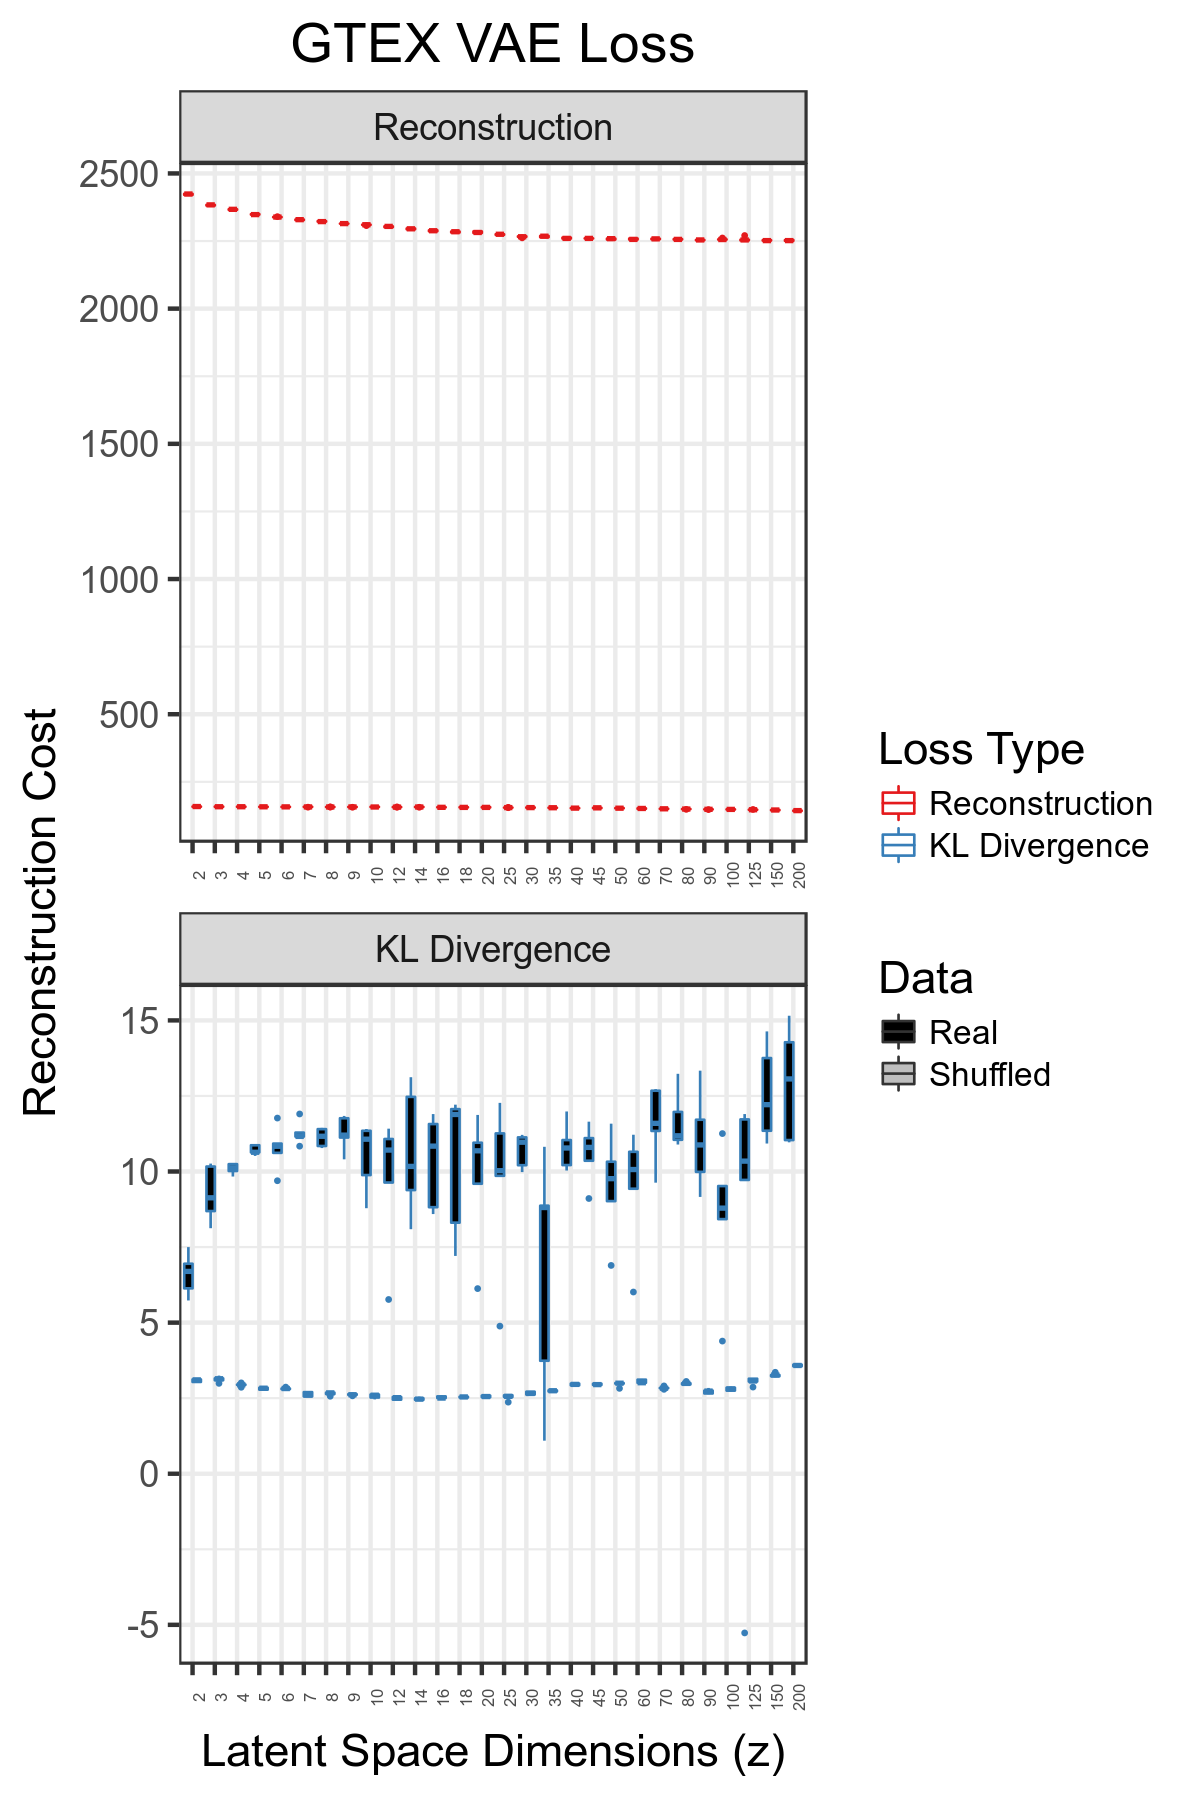 GTEX VAE Loss
Reconstruction
2500
2000
1500
1000
500
2 3 4 5 6 7 8 9 10 12 14 16 18 20 25 30 35 40 45 50 60 70 80 90 100 125 150 200
KL Divergence
15
10
5
0
-5
2 3 4 5 6 7 8 9 10 12 14 16 18 20 25 30 35 40 45 50 60 70 80 90 100 125 150 200
Latent Space Dimensions (z)
Reconstruction Cost
Loss Type
Reconstruction
KL Divergence
Data
Real
Shuffled